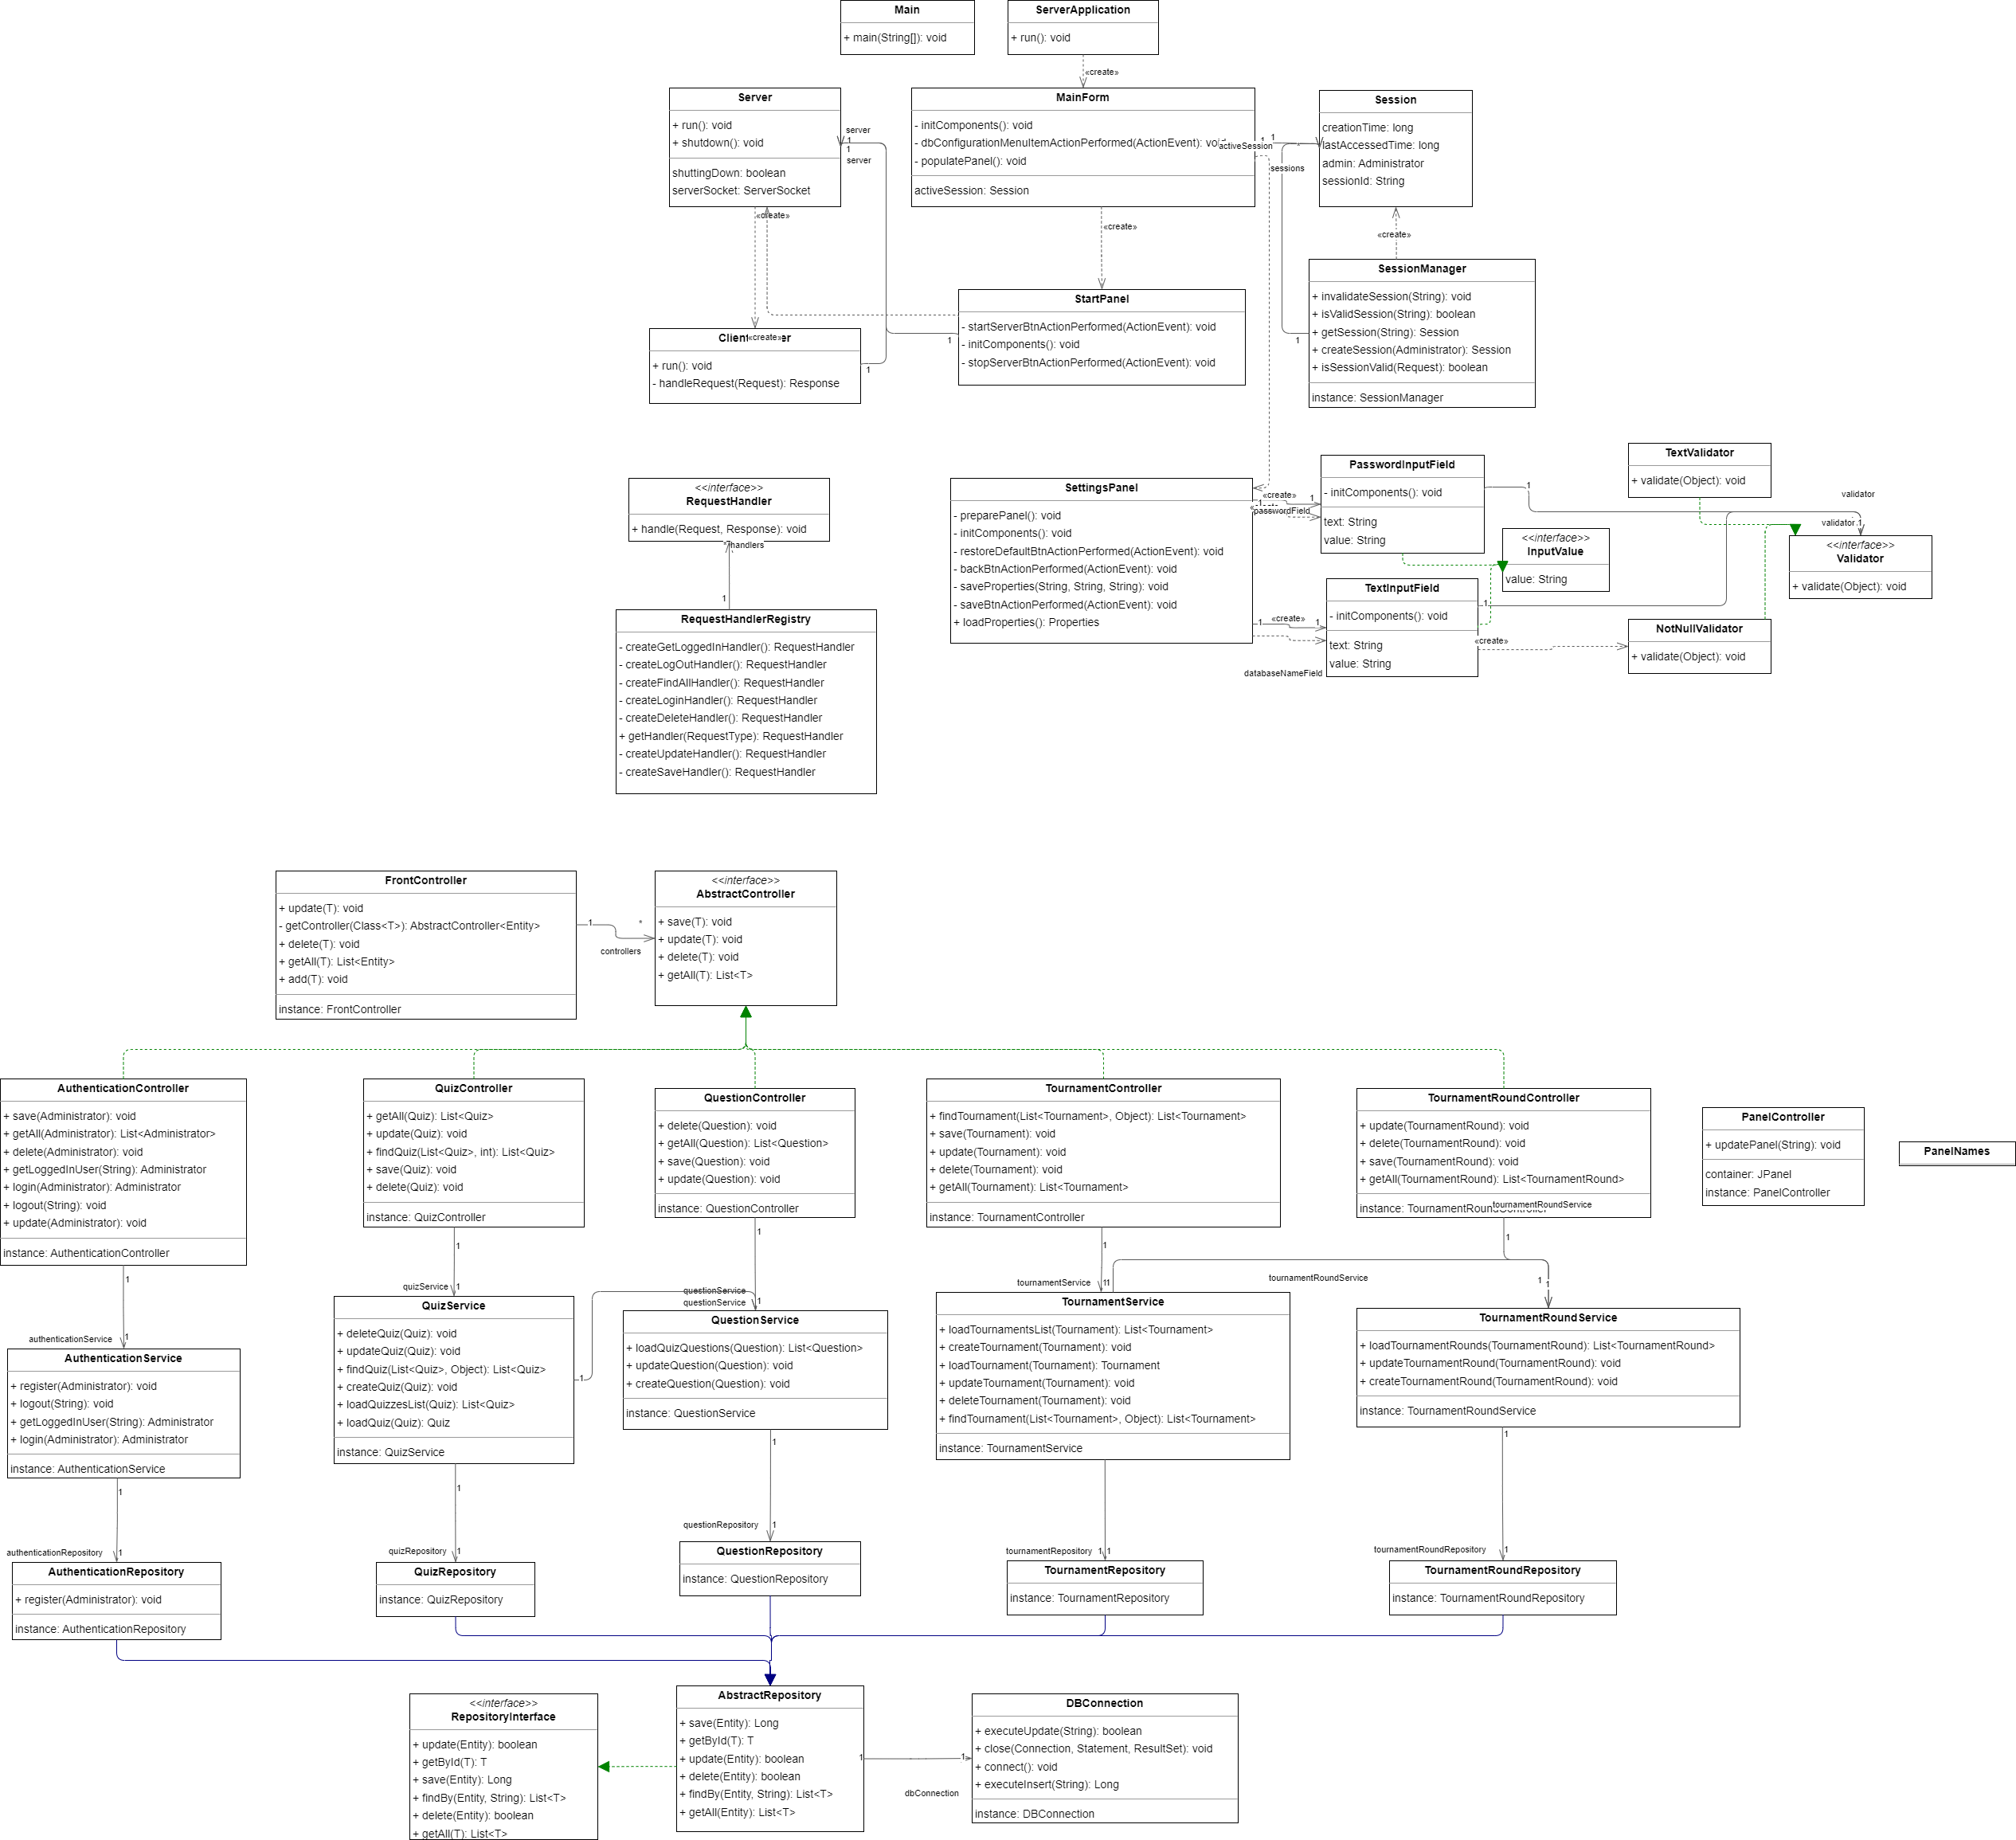 Main
+ main(String[]): void
ServerApplication
+ run(): void
«create»
Server
+ run(): void
+ shutdown(): void
shuttingDown: boolean
serverSocket: ServerSocket
server
1
1
server
MainForm
- initComponents(): void
- dbConfigurationMenuItemActionPerformed(ActionEvent): void
- populatePanel(): void
activeSession: Session
1
1
activeSession
sessions
Session
creationTime: long
lastAccessedTime: long
admin: Administrator
sessionId: String
«create»
«create»
«create»
SessionManager
+ invalidateSession(String): void
+ isValidSession(String): boolean
+ getSession(String): Session
+ createSession(Administrator): Session
+ isSessionValid(Request): boolean
instance: SessionManager
1
StartPanel
- startServerBtnActionPerformed(ActionEvent): void
- initComponents(): void
- stopServerBtnActionPerformed(ActionEvent): void
1
«create»
+ run(): void
- handleRequest(Request): Response
1
<<interface>>
RequestHandler
+ handle(Request, Response): void
* handlers
1
RequestHandlerRegistry
- createGetLoggedInHandler(): RequestHandler
- createLogOutHandler(): RequestHandler
- createFindAllHandler(): RequestHandler
- createLoginHandler(): RequestHandler
- createDeleteHandler(): RequestHandler
+ getHandler(RequestType): RequestHandler
- createUpdateHandler(): RequestHandler
- createSaveHandler(): RequestHandler
SettingsPanel
- preparePanel(): void
- initComponents(): void
- restoreDefaultBtnActionPerformed(ActionEvent): void
- backBtnActionPerformed(ActionEvent): void
- saveProperties(String, String, String): void
- saveBtnActionPerformed(ActionEvent): void
+ loadProperties(): Properties
«create»
1
1
passwordField
1
«create»
1
databaseNameField
PasswordInputField
- initComponents(): void
text: String
value: String
1
TextInputField
- initComponents(): void
text: String
value: String
1
«create»
<<interface>>
InputValue
value: String
TextValidator
+ validate(Object): void
validator
validator
1
<<interface>>
Validator
+ validate(Object): void
NotNullValidator
+ validate(Object): void
FrontController
+ update(T): void
- getController(Class<T>): AbstractController<Entity>
+ delete(T): void
+ getAll(T): List<Entity>
+ add(T): void
instance: FrontController
1
*
controllers
<<interface>>
AbstractController
+ save(T): void
+ update(T): void
+ delete(T): void
+ getAll(T): List<T>
AuthenticationController
+ save(Administrator): void
+ getAll(Administrator): List<Administrator>
+ delete(Administrator): void
+ getLoggedInUser(String): Administrator
+ login(Administrator): Administrator
+ logout(String): void
+ update(Administrator): void
instance: AuthenticationController
QuizController
+ getAll(Quiz): List<Quiz>
+ update(Quiz): void
+ findQuiz(List<Quiz>, int): List<Quiz>
+ save(Quiz): void
+ delete(Quiz): void
instance: QuizController
QuestionController
+ delete(Question): void
+ getAll(Question): List<Question>
+ save(Question): void
+ update(Question): void
instance: QuestionController
TournamentController
+ findTournament(List<Tournament>, Object): List<Tournament>
+ save(Tournament): void
+ update(Tournament): void
+ delete(Tournament): void
+ getAll(Tournament): List<Tournament>
instance: TournamentController
TournamentRoundController
+ update(TournamentRound): void
+ delete(TournamentRound): void
+ save(TournamentRound): void
+ getAll(TournamentRound): List<TournamentRound>
instance: TournamentRoundController
tournamentRoundService
PanelController
+ updatePanel(String): void
container: JPanel
instance: PanelController
PanelNames
1
1
1
1
1
authenticationService
1
quizService
1
questionService
questionService
1
tournamentService
11
tournamentRoundService
1
1
AuthenticationService
+ register(Administrator): void
+ logout(String): void
+ getLoggedInUser(String): Administrator
+ login(Administrator): Administrator
instance: AuthenticationService
QuizService
+ deleteQuiz(Quiz): void
+ updateQuiz(Quiz): void
+ findQuiz(List<Quiz>, Object): List<Quiz>
+ createQuiz(Quiz): void
+ loadQuizzesList(Quiz): List<Quiz>
+ loadQuiz(Quiz): Quiz
instance: QuizService
1
QuestionService
+ loadQuizQuestions(Question): List<Question>
+ updateQuestion(Question): void
+ createQuestion(Question): void
instance: QuestionService
TournamentService
+ loadTournamentsList(Tournament): List<Tournament>
+ createTournament(Tournament): void
+ loadTournament(Tournament): Tournament
+ updateTournament(Tournament): void
+ deleteTournament(Tournament): void
+ findTournament(List<Tournament>, Object): List<Tournament>
instance: TournamentService
TournamentRoundService
+ loadTournamentRounds(TournamentRound): List<TournamentRound>
+ updateTournamentRound(TournamentRound): void
+ createTournamentRound(TournamentRound): void
instance: TournamentRoundService
1
1
1
1
authenticationRepository
1
quizRepository
1
questionRepository
1
tournamentRepository
1
1
tournamentRoundRepository
1
AuthenticationRepository
+ register(Administrator): void
instance: AuthenticationRepository
QuizRepository
instance: QuizRepository
QuestionRepository
instance: QuestionRepository
TournamentRepository
instance: TournamentRepository
TournamentRoundRepository
instance: TournamentRoundRepository
<<interface>>
RepositoryInterface
+ update(Entity): boolean
+ getById(T): T
+ save(Entity): Long
+ findBy(Entity, String): List<T>
+ delete(Entity): boolean
+ getAll(T): List<T>
AbstractRepository
+ save(Entity): Long
+ getById(T): T
+ update(Entity): boolean
+ delete(Entity): boolean
+ findBy(Entity, String): List<T>
+ getAll(Entity): List<T>
1
1
dbConnection
DBConnection
+ executeUpdate(String): boolean
+ close(Connection, Statement, ResultSet): void
+ connect(): void
+ executeInsert(String): Long
instance: DBConnection